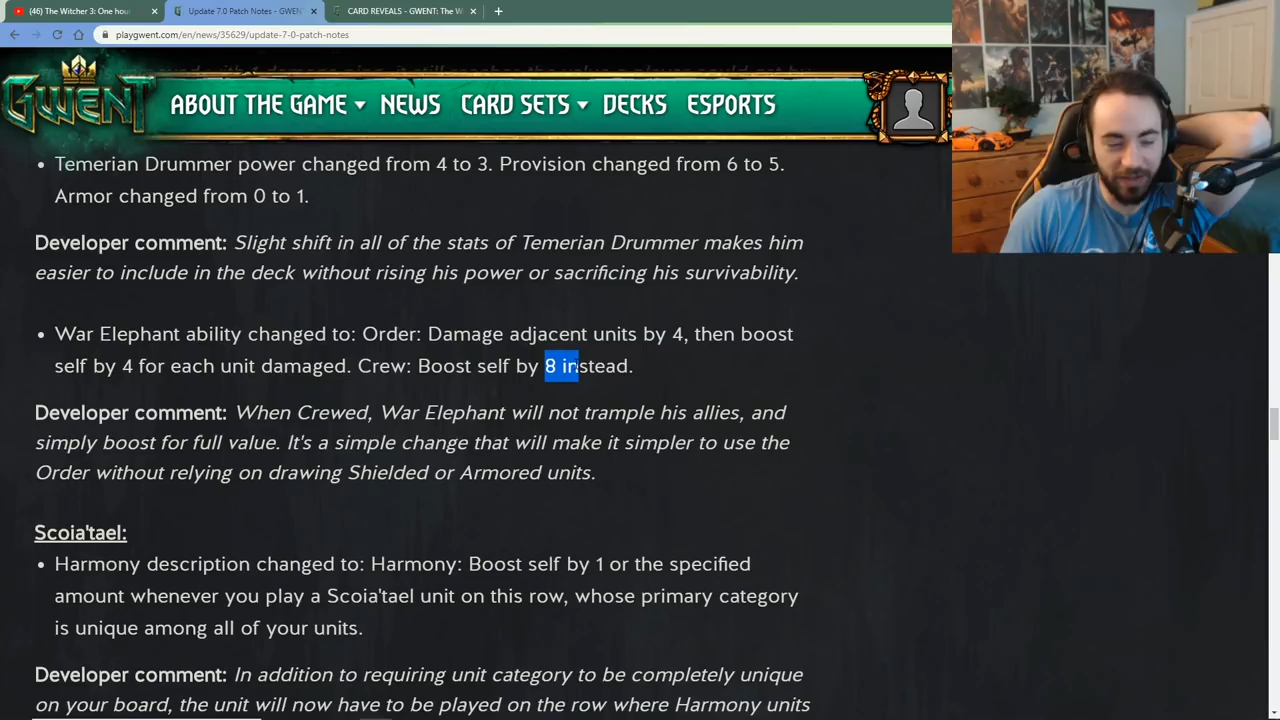 (46) The Witcher 3: One hou
Update 7.0 Patch Notes - GWENT
CARD REVEALS - GWENT: The W
playgwent.com/en/news/35629/update-7-0-patch-notes
GWENT
ABOUT THE GAME
NEWS
CARD SETS
DECKS
ESPORTS
• Temerian Drummer power changed from 4 to 3. Provision changed from 6 to 5.
Armor changed from 0 to 1.
Developer comment: Slight shift in all of the stats of Temerian Drummer makes him
easier to include in the deck without rising his power or sacrificing his survivability.
• War Elephant ability changed to: Order: Damage adjacent units by 4, then boost
self by 4 for each unit damaged. Crew: Boost self by 8 instead.
Developer comment: When Crewed, War Elephant will not trample his allies, and
simply boost for full value. It's a simple change that will make it simpler to use the
Order without relying on drawing Shielded or Armored units.
Scoia'tael:
• Harmony description changed to: Harmony: Boost self by 1 or the specified
amount whenever you play a Scoia'tael unit on this row, whose primary category
is unique among all of your units.
Developer comment: In addition to requiring unit category to be completely unique
on your board, the unit will now have to be played on the row where Harmony units